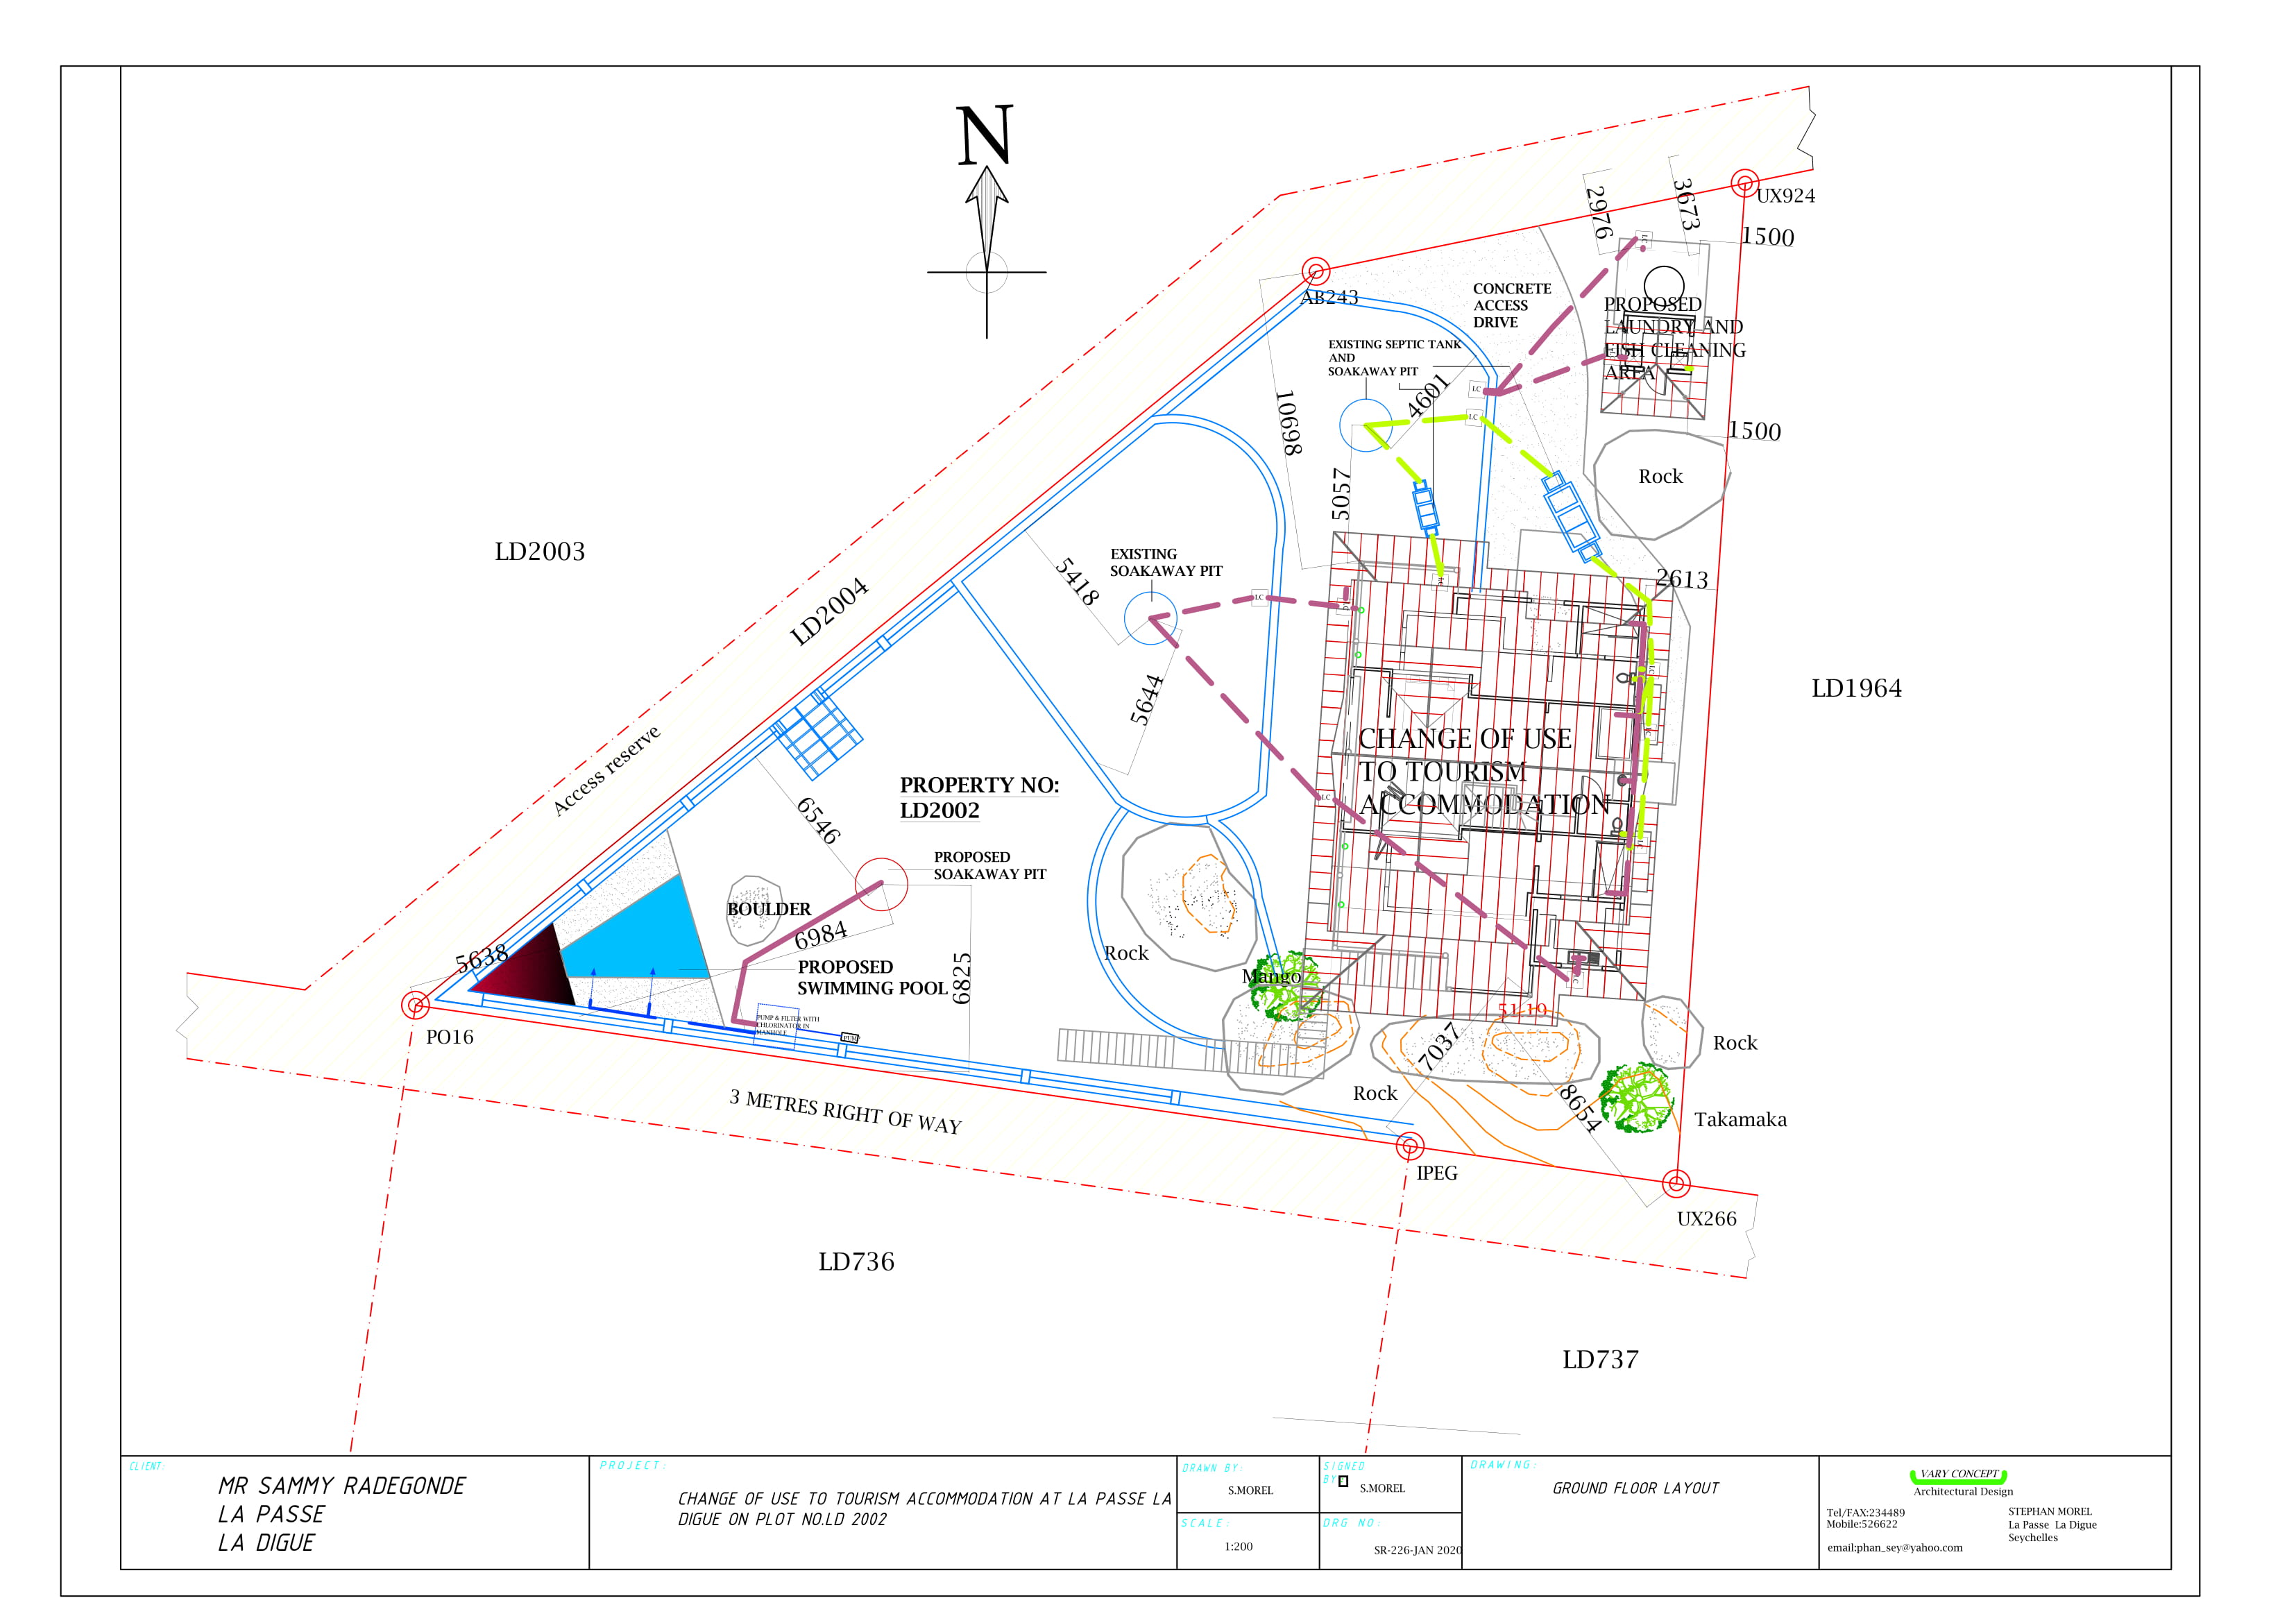 N
UX924
2976
3673
1500
AB243
CONCRETE
ACCESS
DRIVE
PROPOSED
LAUNDRY AND
FISH CLEANING
AREA
EXISTING SEPTIC TANK
AND
SOAKAWAY PIT
I.C
4601
I.C
10698
1500
Rock
5057
LD2003
EXISTING
SOAKAWAY PIT
5418
2613
I.C
LD2004
5644
LD1964
CHANGE OF USE
TO TOURISM
ACCOMMODATION
Access reserve
PROPERTY NO:
LD2002
I.C
6546
PROPOSED
SOAKAWAY PIT
BOULDER
6984
Rock
5638
PROPOSED
SWIMMING POOL
6825
Mango
51.19
PUMP & FILTER WITH
CHLORINATOR IN
MANHOLE
PUMP
PO16
7037
Rock
Rock
8654
3 METRES RIGHT OF WAY
Takamaka
IPEG
UX266
LD736
LD737
CLIENT:
MR SAMMY RADEGONDE
LA PASSE
LA DIGUE
PROJECT:
CHANGE OF USE TO TOURISM ACCOMMODATION AT LA PASSE LA
DIGUE ON PLOT NO.LD 2002
DRAWN BY:
S.MOREL
SIGNED
BY:
S.MOREL
SCALE:
1:200
DRG NO:
SR-226-JAN 2020
DRAWING:
GROUND FLOOR LAYOUT
VARY CONCEPT
Architectural Design
Tel/FAX:234489
Mobile:526622
email:phan_sey@yahoo.com
STEPHAN MOREL
La Passe La Digue
Seychelles